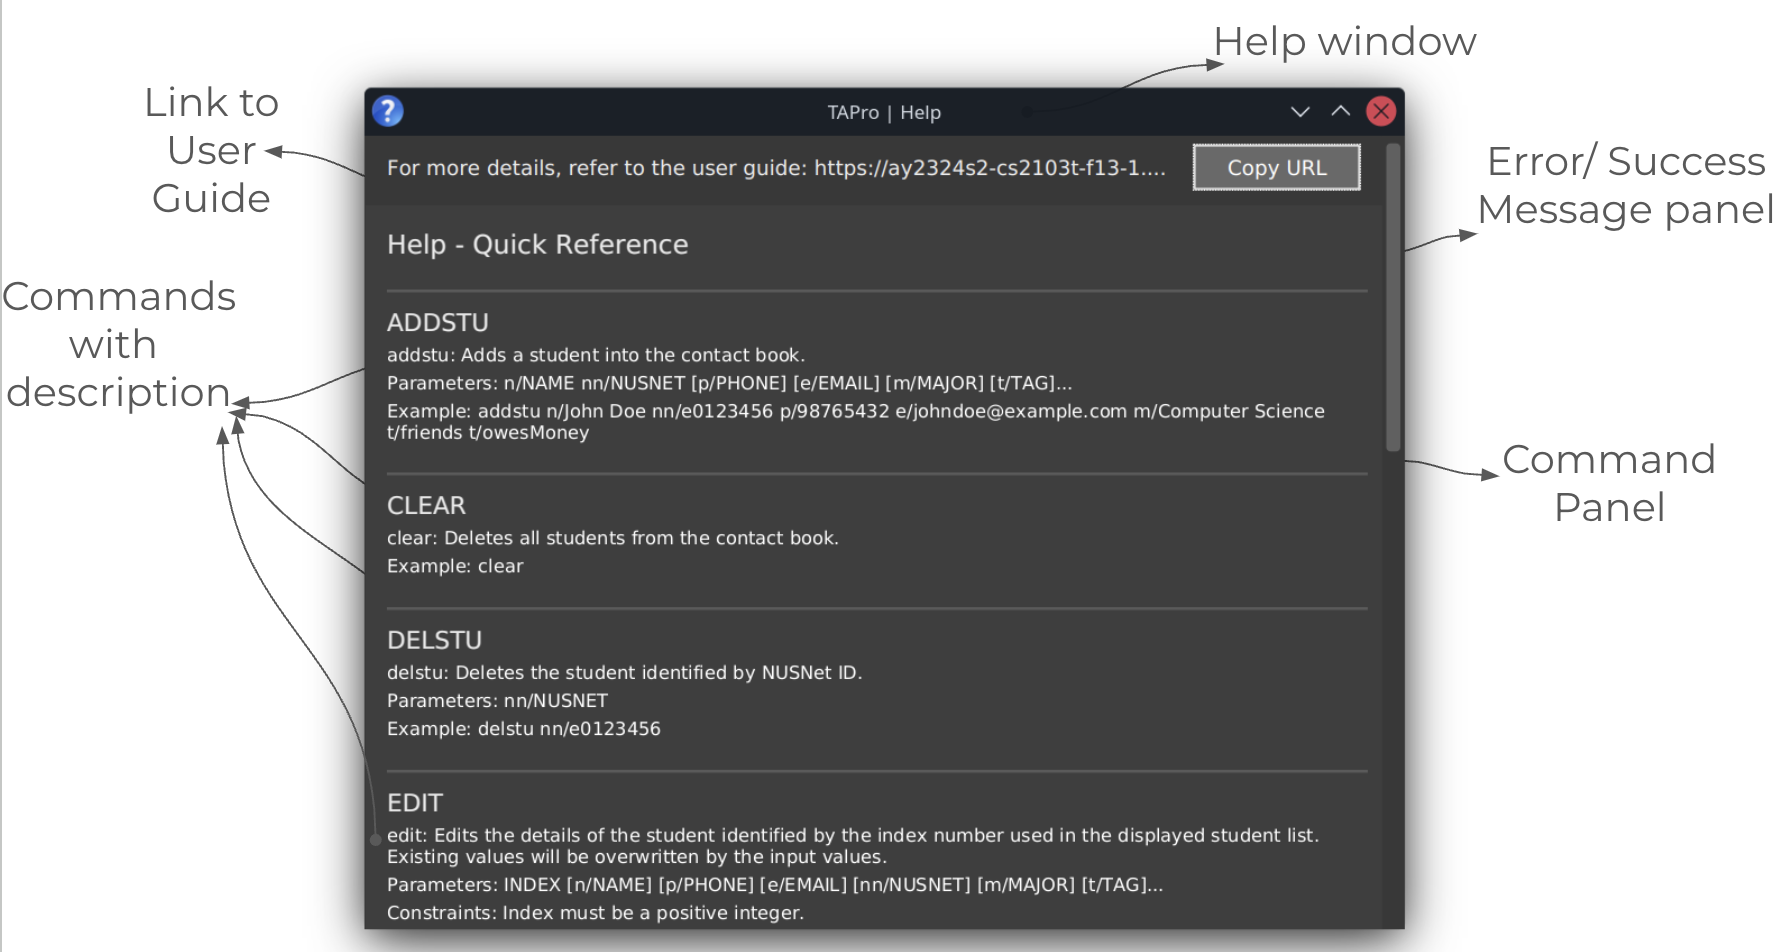 Help window
Link to
User
Guide
TAPro | Help
For more details, refer to the user guide: https://ay2324s2-cs2103t-f13-1....
Copy URL
Error/ Success
Message panel
Help - Quick Reference
Commands
with
description
ADDSTU
addstu: Adds a student into the contact book.
Parameters: n/NAME nn/NUSNET [p/PHONE] [e/EMAIL] [m/MAJOR] [t/TAG]...
Example: addstu n/John Doe nn/e0123456 p/98765432 e/johndoe@example.com m/Computer Science
t/friends t/owesMoney
Command
Panel
CLEAR
clear: Deletes all students from the contact book.
Example: clear
DELSTU
delstu: Deletes the student identified by NUSNet ID.
Parameters: nn/NUSNET
Example: delstu nn/e0123456
EDIT
edit: Edits the details of the student identified by the index number used in the displayed student list.
Existing values will be overwritten by the input values.
Parameters: INDEX [n/NAME] [p/PHONE] [e/EMAIL] [nn/NUSNET] [m/MAJOR] [t/TAG]...
Constraints: Index must be a positive integer.